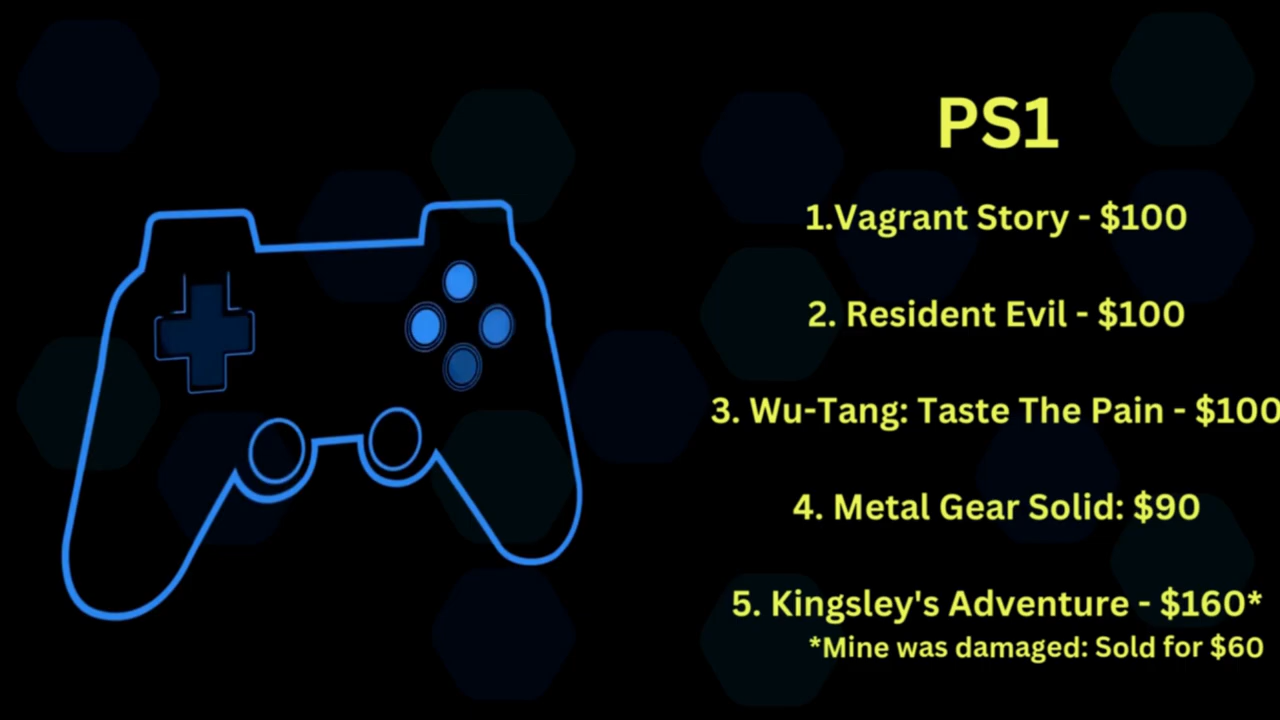 PS1
1.Vagrant Story - $100
2. Resident Evil - $100
3. Wu-Tang: Taste The Pain - $100
4. Metal Gear Solid: $90
5. Kingsley's Adventure - $160*
*Mine was damaged: Sold for $60